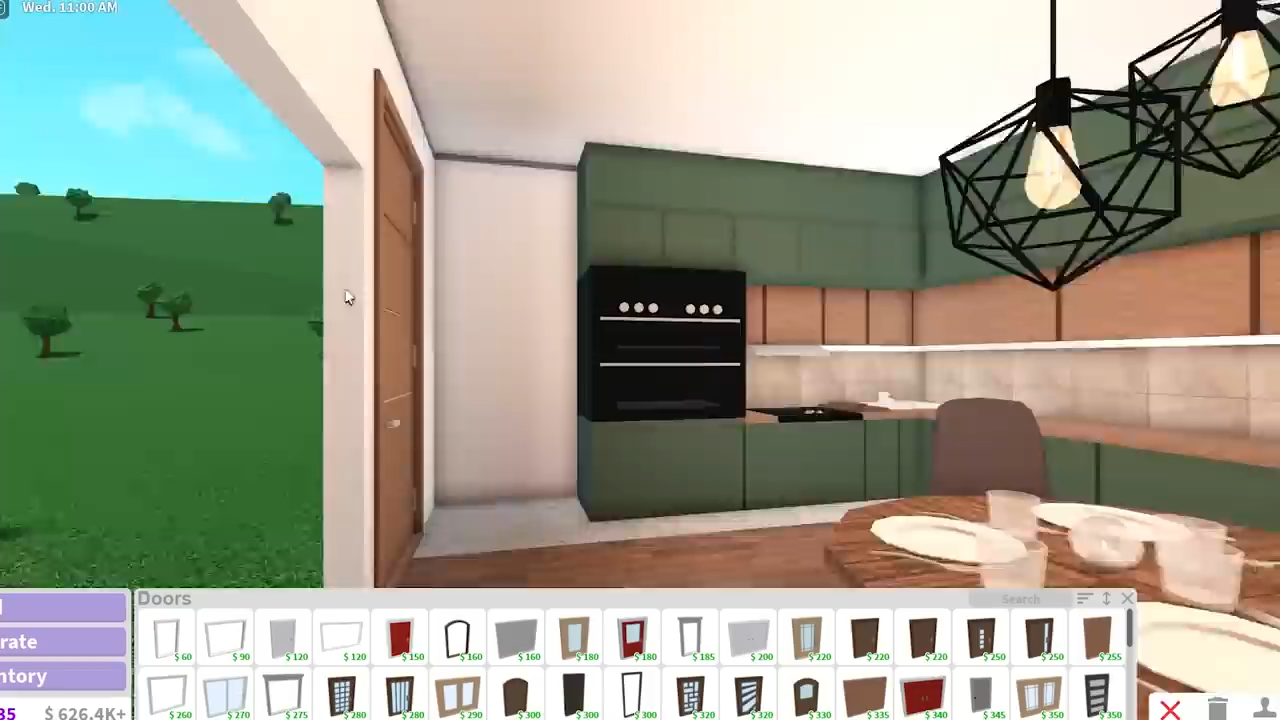 Wed. 11:00 AM
Doors
Search
$ 60 $ 90 $ 120 $ 120 $ 150 $ 160 $ 160 $ 180 $ 180 $ 185 $ 200 $ 220 $ 220 $ 220 $ 250 $ 250 $ 255
$ 260 $ 270 $ 275 $ 280 $ 280 $ 290 $ 300 $ 300 $ 300 $ 320 $ 320 $ 330 $ 335 $ 340 $ 345 $ 350 $ 350
rate
ntory
35 $ 626.4K+